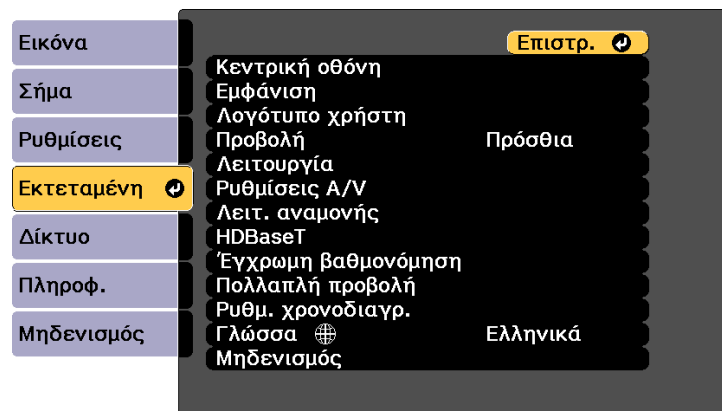 Εικόνα
Σήμα
Ρυθμίσεις
Εκτεταμένη
Δίκτυο
Πληροφ.
Μηδενισμός
Επιστρ.
Κεντρική οθόνη
Εμφάνιση
Λογότυπο χρήστη
Προβολή Πρόσθια
Λειτουργία
Ρυθμίσεις A/V
Λειτ. αναμονής
HDBaseT
Έγχρωμη βαθμονόμηση
Πολλαπλή προβολή
Ρυθμ. χρονοδιαγρ.
Γλώσσα Ελληνικά
Μηδενισμός